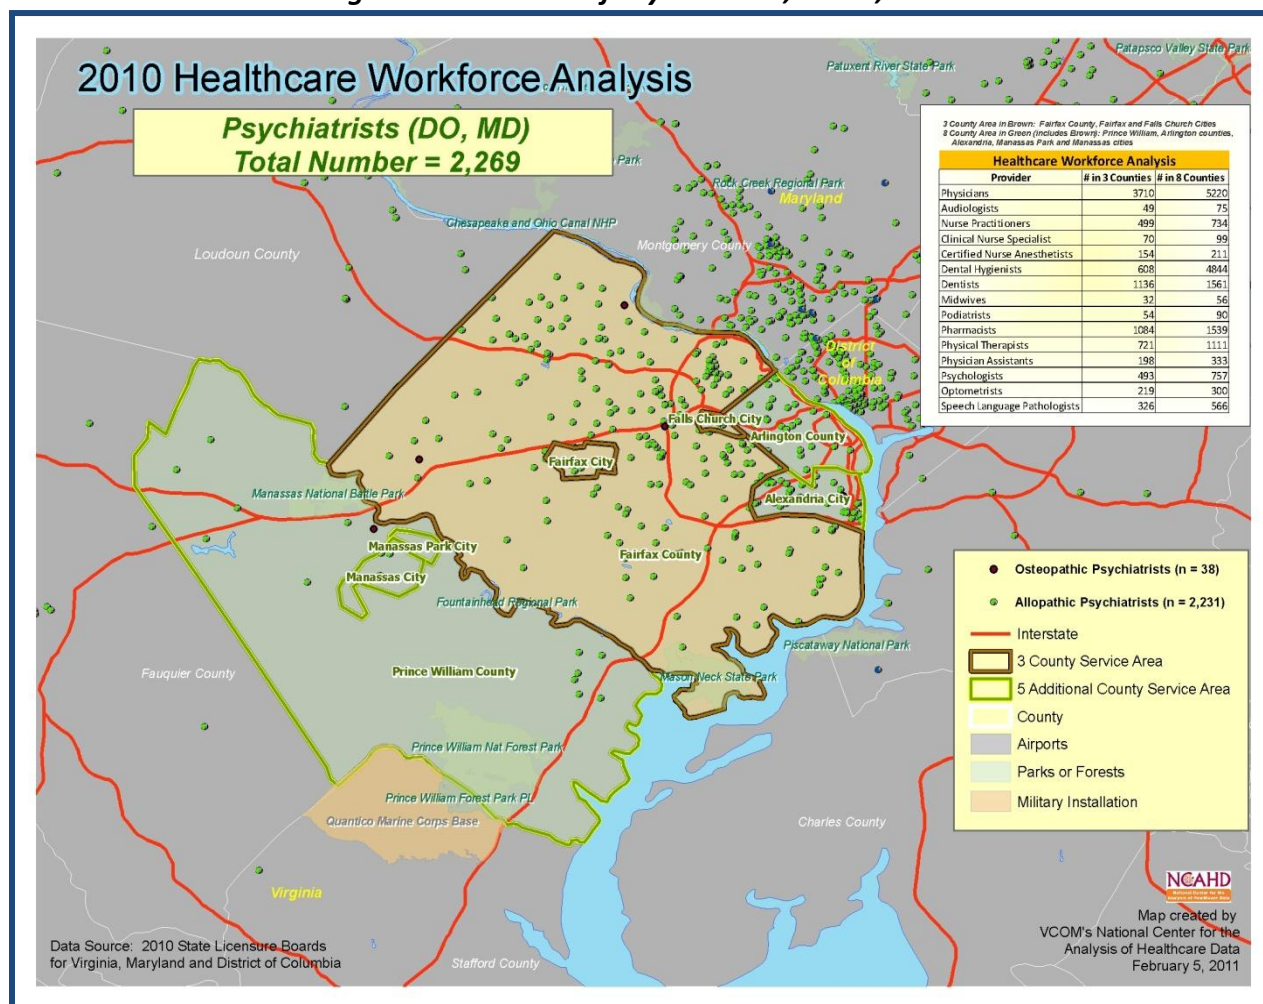 2010 Healthcare Workforce Analysis
Psychiatrists (DO, MD)
Total Number = 2,269
Patapsco Valley State Park
Patuxent River State Park
Park
Rock Creek Regional Park
Maryland
Chesapeake and Ohio Canal NHP
Montgomery County
Loudoun County
3 County Area in Brown: Fairfax County, Fairfax and Falls Church Cities
8 County Area in Green (includes Brown): Prince William, Arlington counties,
Alexandria, Manassas Park and Manassas cities
Healthcare Workforce Analysis
Provider # in 3 Counties # in 8 Counties
Physicians 3710 5220
Audiologists 49 75
Nurse Practitioners 499 734
Clinical Nurse Specialist 70 99
Certified Nurse Anesthetists 154 211
Dental Hygienists 608 4844
Dentists 1136 1561
Midwives 32 56
Podiatrists 54 90
Pharmacists 1084 1539
Physical Therapists 721 1111
Physician Assistants 198 333
Psychologists 493 757
Optometrists 219 300
Speech Language Pathologists 326 566
District
of
Columbia
Falls Church City
Arlington County
Fairfax City
Manassas National Battle Park
Alexandria City
Manassas Park City
Fairfax County
Manassas City
Fountainhead Regional Park
Piscataway National Park
Prince William County
Mason Neck State Park
Fauquier County
Prince William Nat Forest Park
Prince William Forest Park PL
Quantico Marine Corps Base
Charles County
Virginia
Stafford County
Osteopathic Psychiatrists (n = 38)
Allopathic Psychiatrists (n = 2,231)
Interstate
3 County Service Area
5 Additional County Service Area
County
Airports
Parks or Forests
Military Installation
NCAHD
National Center for the
Analysis of Healthcare Data
Map created by
VCOM's National Center for the
Analysis of Healthcare Data
February 5, 2011
Data Source: 2010 State Licensure Boards
for Virginia, Maryland and District of Columbia